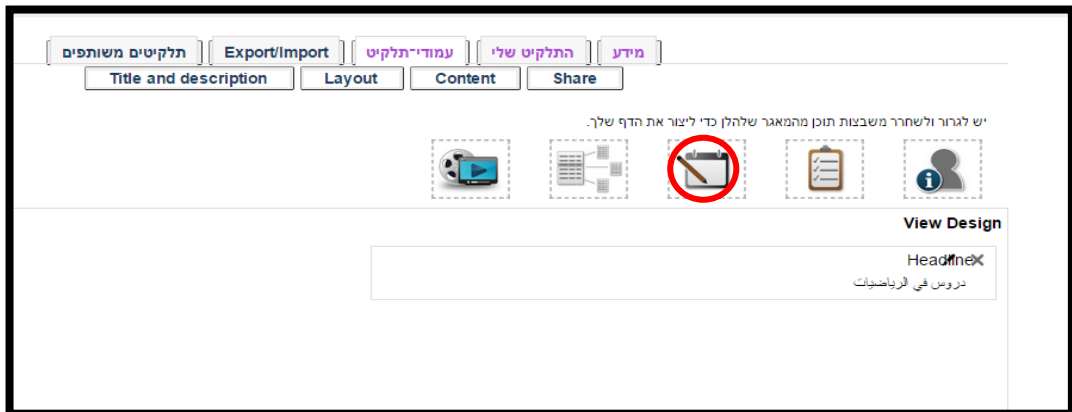 מידע
התלקיט שלי
עמודי־תלקיט
Export/Import
תלקיטים משותפים
Title and description
Layout
Content
Share
יש לגרור ולשחרר משבצות תוכן מהמאגר שלהלן כדי ליצור את הדף שלך.
View Design
Headline
دروس في الرياضيات